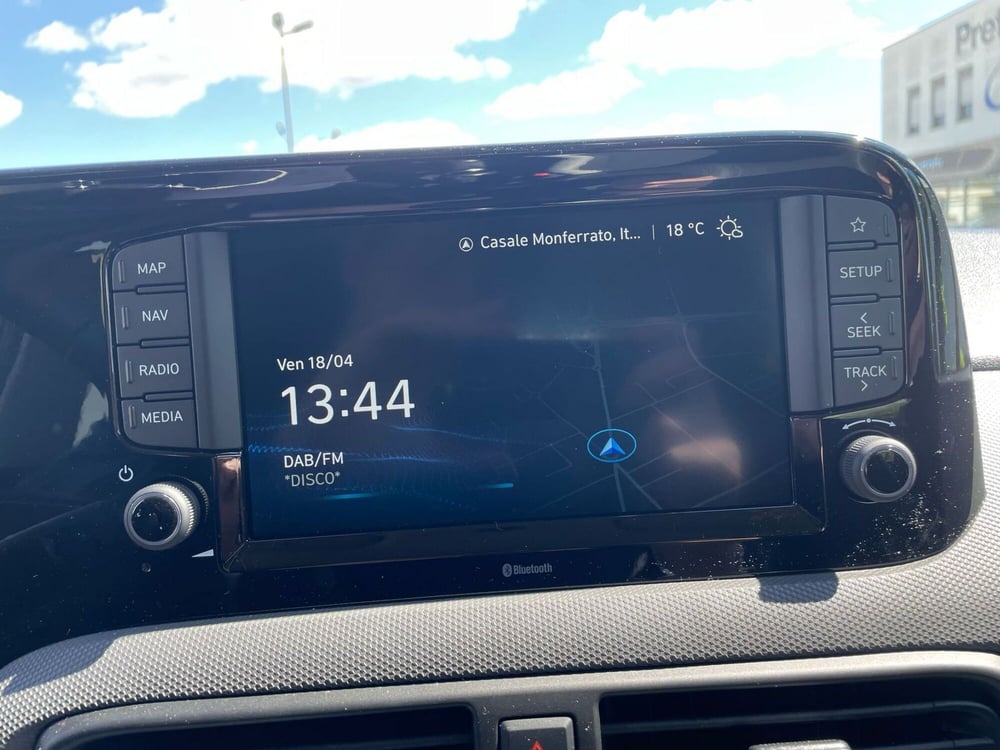 Casale Monferrato, It... | 18 °C
MAP
NAV
RADIO
MEDIA
Ven 18/04
13:44
DAB/FM
*DISCO*
SETUP
< SEEK
TRACK >
Bluetooth